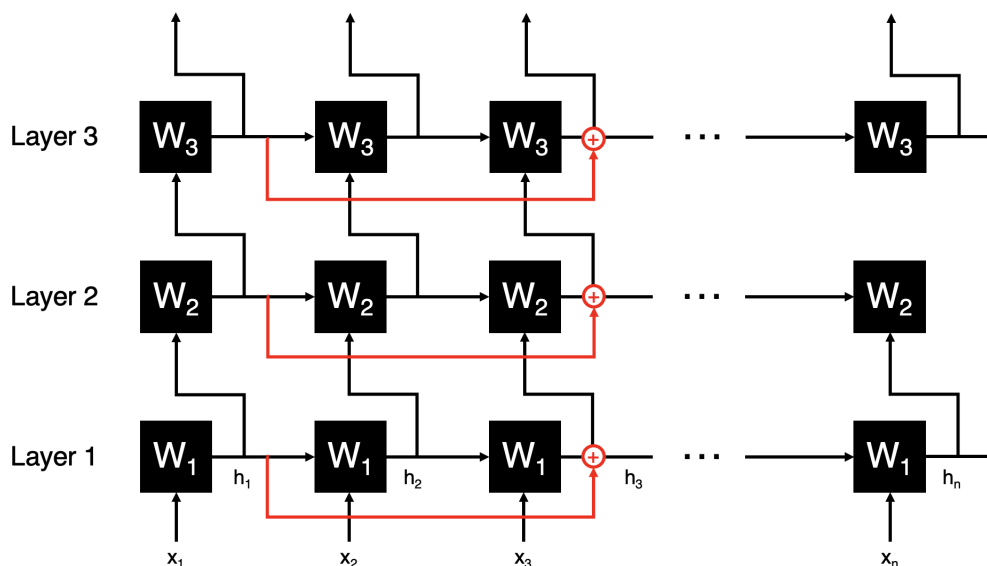 Layer 3 W₃ W₃ W₃ + ··· W₃
Layer 2 W₂ W₂ W₂ + ··· W₂
Layer 1 W₁ W₁ W₁ + ··· W₁
h₁ h₂ h₃ hₙ
x₁ x₂ x₃ xₙ